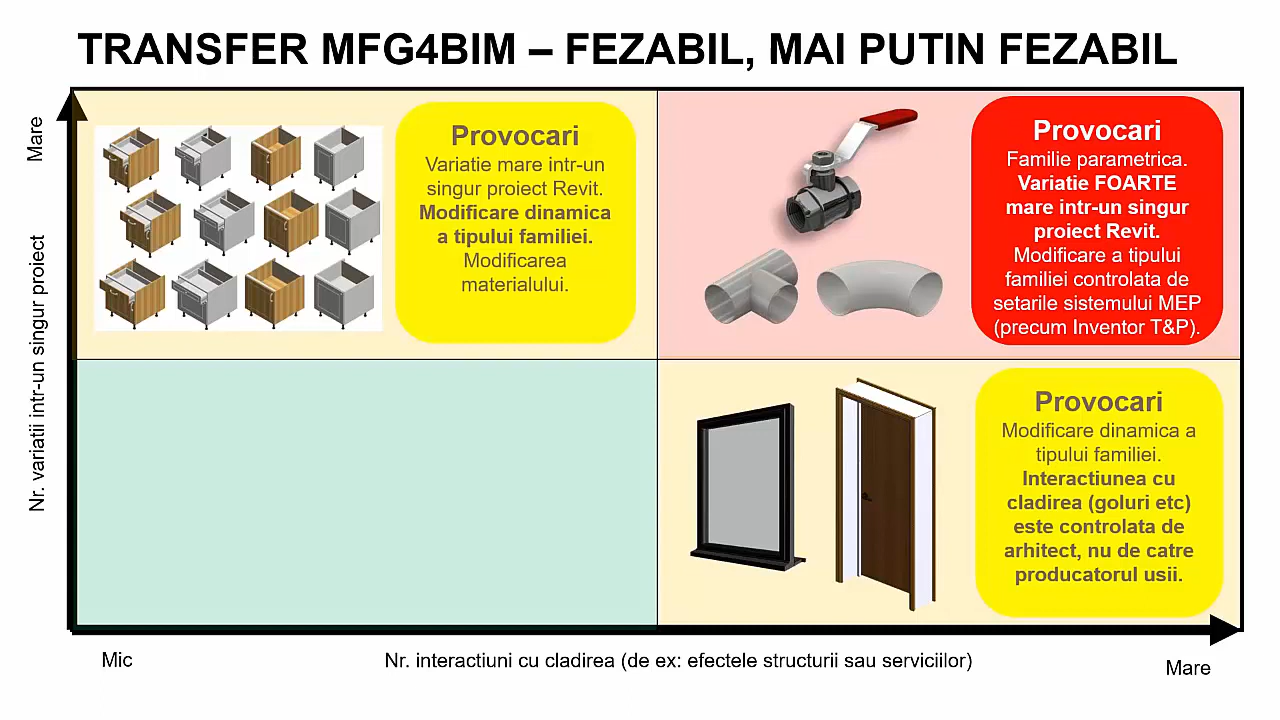 TRANSFER MFG4BIM – FEZABIL, MAI PUTIN FEZABIL
Mare
Nr. variatii intr-un singur proiect
Provocari
Variatie mare intr-un
singur proiect Revit.
Modificare dinamica
a tipului familiei.
Modificarea
materialului.
Provocari
Familie parametrica.
Variatie FOARTE
mare intr-un singur
proiect Revit.
Modificare a tipului
familiei controlata de
setarile sistemului MEP
(precum Inventor T&P).
Provocari
Modificare dinamica a
tipului familiei.
Interactiunea cu
cladirea (goluri etc)
este controlata de
arhitect, nu de catre
producatorul usii.
Mic
Nr. interactiuni cu cladirea (de ex: efectele structurii sau serviciilor)
Mare